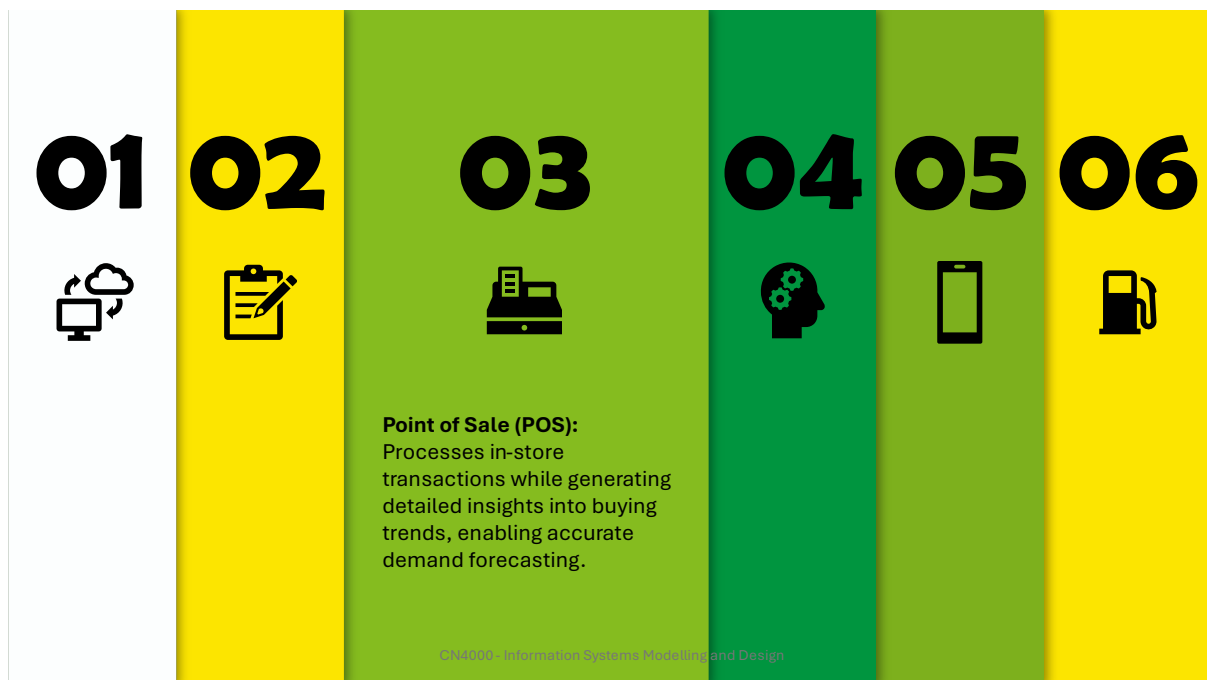 01
02
03
04
05
06
Point of Sale (POS):
Processes in-store
transactions while generating
detailed insights into buying
trends, enabling accurate
demand forecasting.
CN4000 - Information Systems Modelling and Design